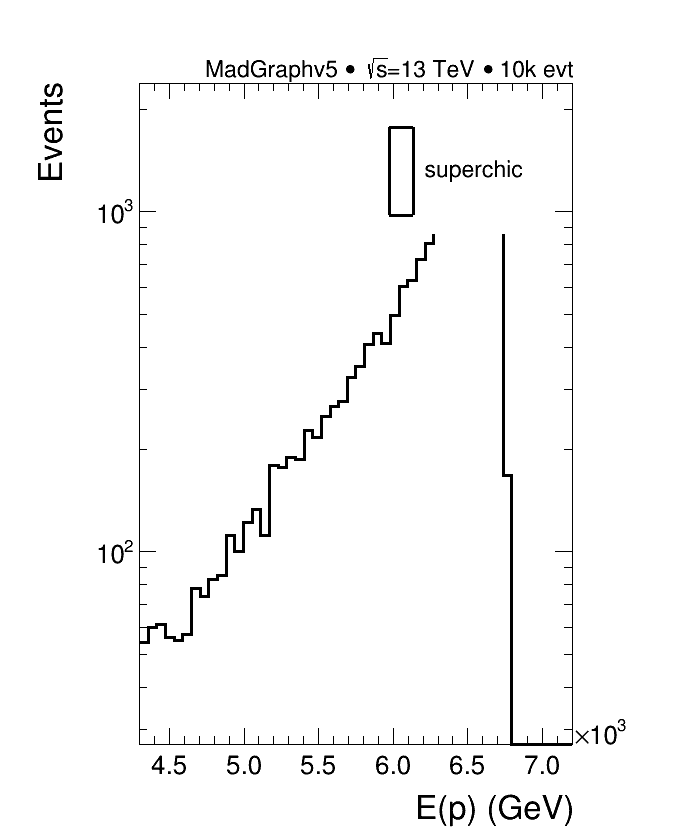 MadGraphv5 • √s=13 TeV • 10k evt
Events
superchic
10³
10²
×10³
4.5 5.0 5.5 6.0 6.5 7.0
E(p) (GeV)